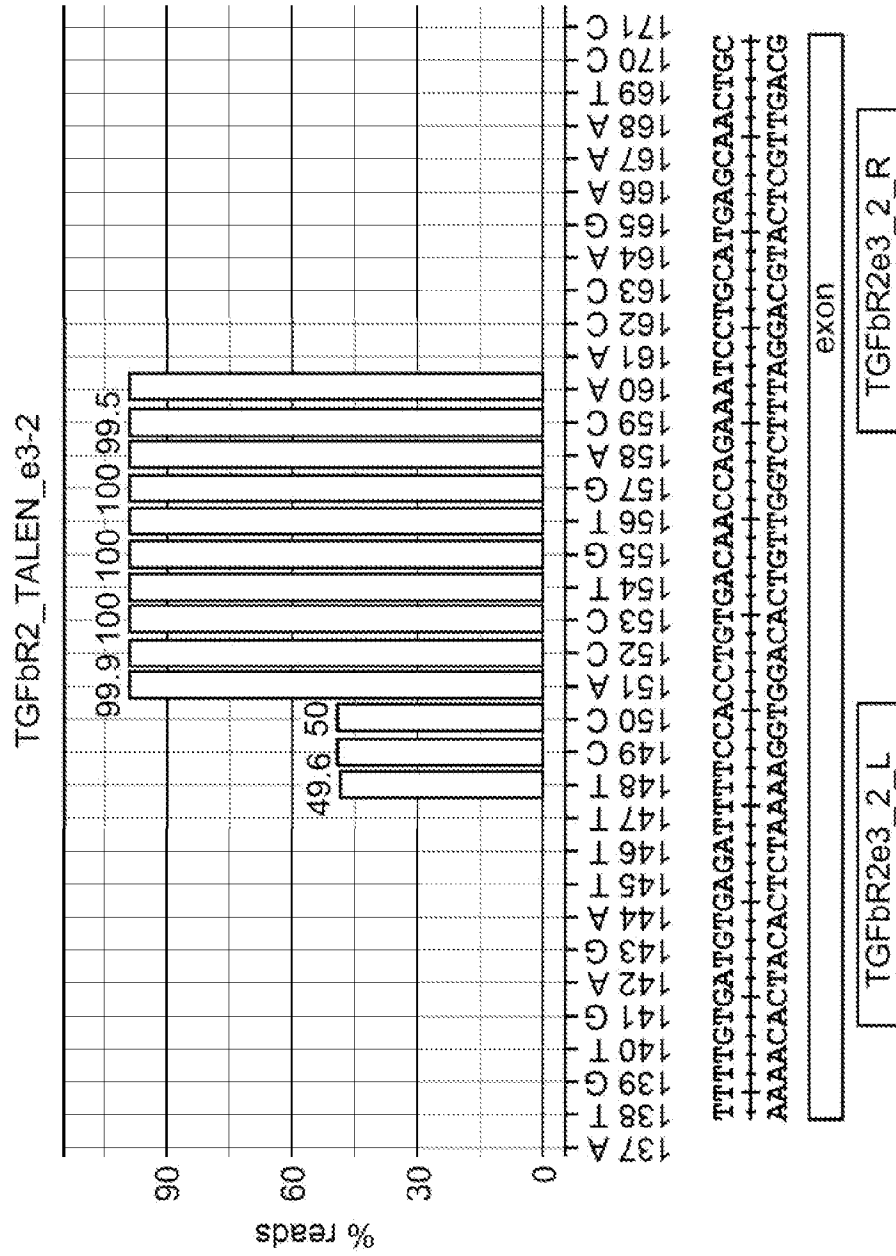 TGFbR2_TALEN_e3-2
% reads
90
60
30
0
49.6 50 99.9 100 100 100 99.5
137 A
138 T
139 G
140 T
141 G
142 A
143 G
144 A
145 T
146 T
147 T
148 T
149 C
150 C
151 A
152 C
153 C
154 T
155 G
156 T
157 G
158 A
159 C
160 A
161 A
162 C
163 C
164 A
165 G
166 A
167 A
168 A
169 T
170 C
171 C
TTTTGTGATGTGAGATTTTCCACCTGTGACAACCAGAAATCCTGCATGAGCAACTGC
AAAACACTACACTCTAAAAGGTGGACACTGTTGGTCTTTAGGACGTACTCGTTGACG
exon
TGFbR2e3_2_L
TGFbR2e3_2_R